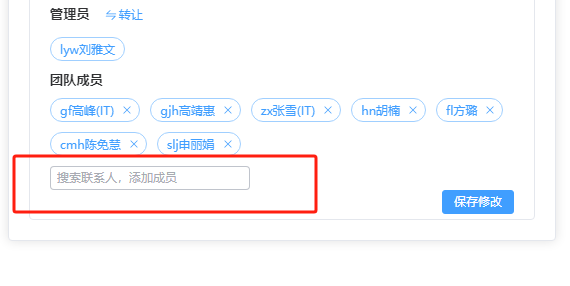 管理员 转让
lyw刘雅文
团队成员
gf高峰(IT) gjh高靖惠 zx张雪(IT) hn胡楠 fl方璐
cmh陈免慧 slj申丽娟
搜索联系人，添加成员
保存修改